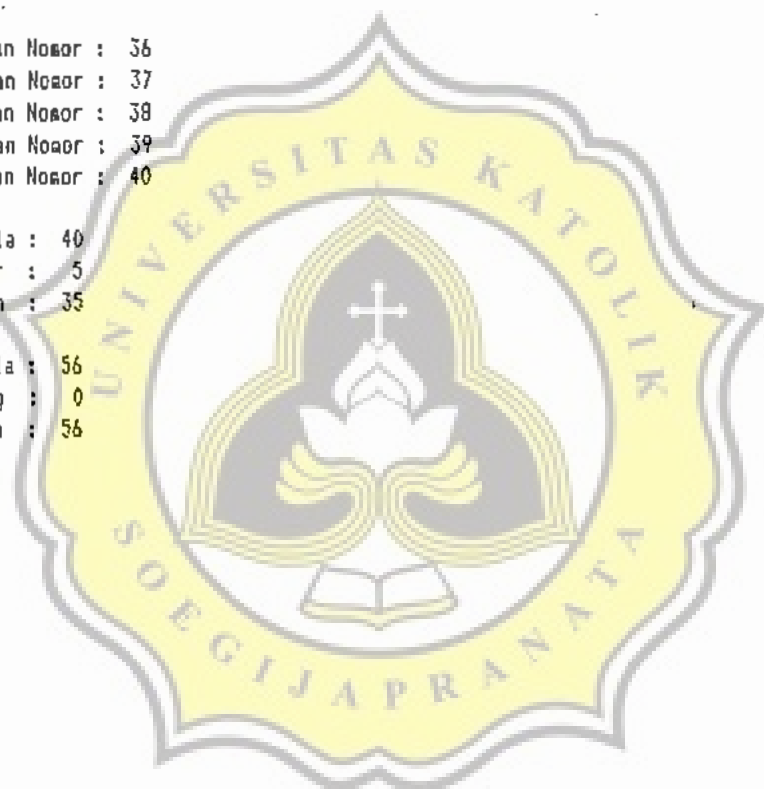 an Nomor : 36
an Nomor : 37
an Nomor : 38
an Nomor : 39
an Nomor : 40
la : 40
r : 5
n : 35
la : 56
g : 0
n : 56
UNIVERSITAS KATOLIK
SOEGIJAPRANATA